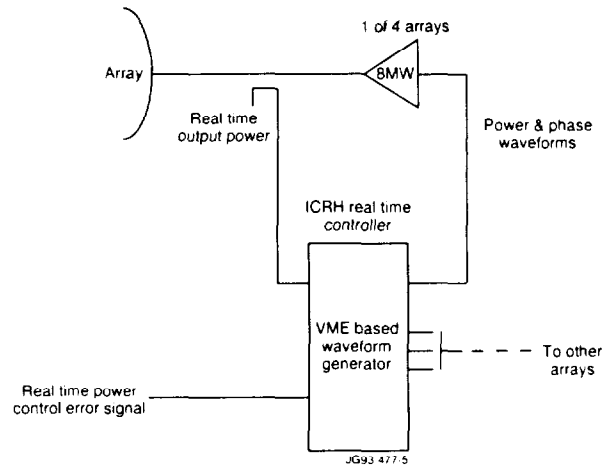 1 of 4 arrays
Array
8MW
Real time
output power
Power & phase
waveforms
ICRH real time
controller
VME based
waveform
generator
To other
arrays
Real time power
control error signal
JG93 477·5